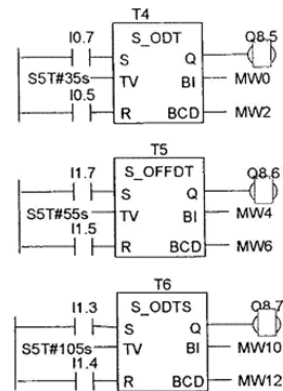 T4
I0.7 S_ODT Q8.5
S Q
S5T#35s TV BI MW0
I0.5
R BCD MW2
T5
I1.7 S_OFFDT Q8.6
S Q
S5T#55s TV BI MW4
I1.5
R BCD MW6
T6
I1.3 S_ODTS Q8.7
S Q
S5T#105s TV BI MW10
I1.4
R BCD MW12